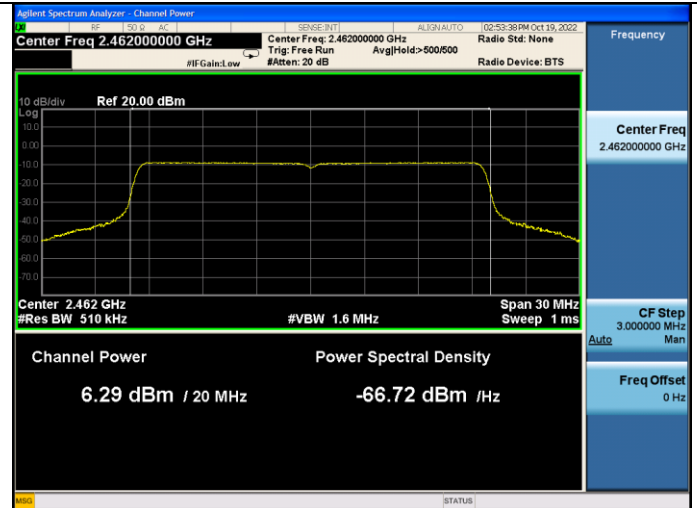 Agilent Spectrum Analyzer - Channel Power
LXI RF 50 Ω AC SENSE:INT ALIGN AUTO 02:53:38 PM Oct 19, 2022
Center Freq 2.462000000 GHz
Center Freq: 2.462000000 GHz
Radio Std: None
Trig: Free Run Avg|Hold:>500/500
#IFGain:Low
#Atten: 20 dB
Radio Device: BTS
10 dB/div Ref 20.00 dBm
Log
10.0
0.00
-10.0
-20.0
-30.0
-40.0
-50.0
-60.0
-70.0
Center 2.462 GHz Span 30 MHz
#Res BW 510 kHz #VBW 1.6 MHz Sweep 1 ms
Channel Power Power Spectral Density
6.29 dBm / 20 MHz -66.72 dBm /Hz
Frequency
Center Freq
2.462000000 GHz
CF Step
3.000000 MHz
Auto Man
Freq Offset
0 Hz
MSG STATUS